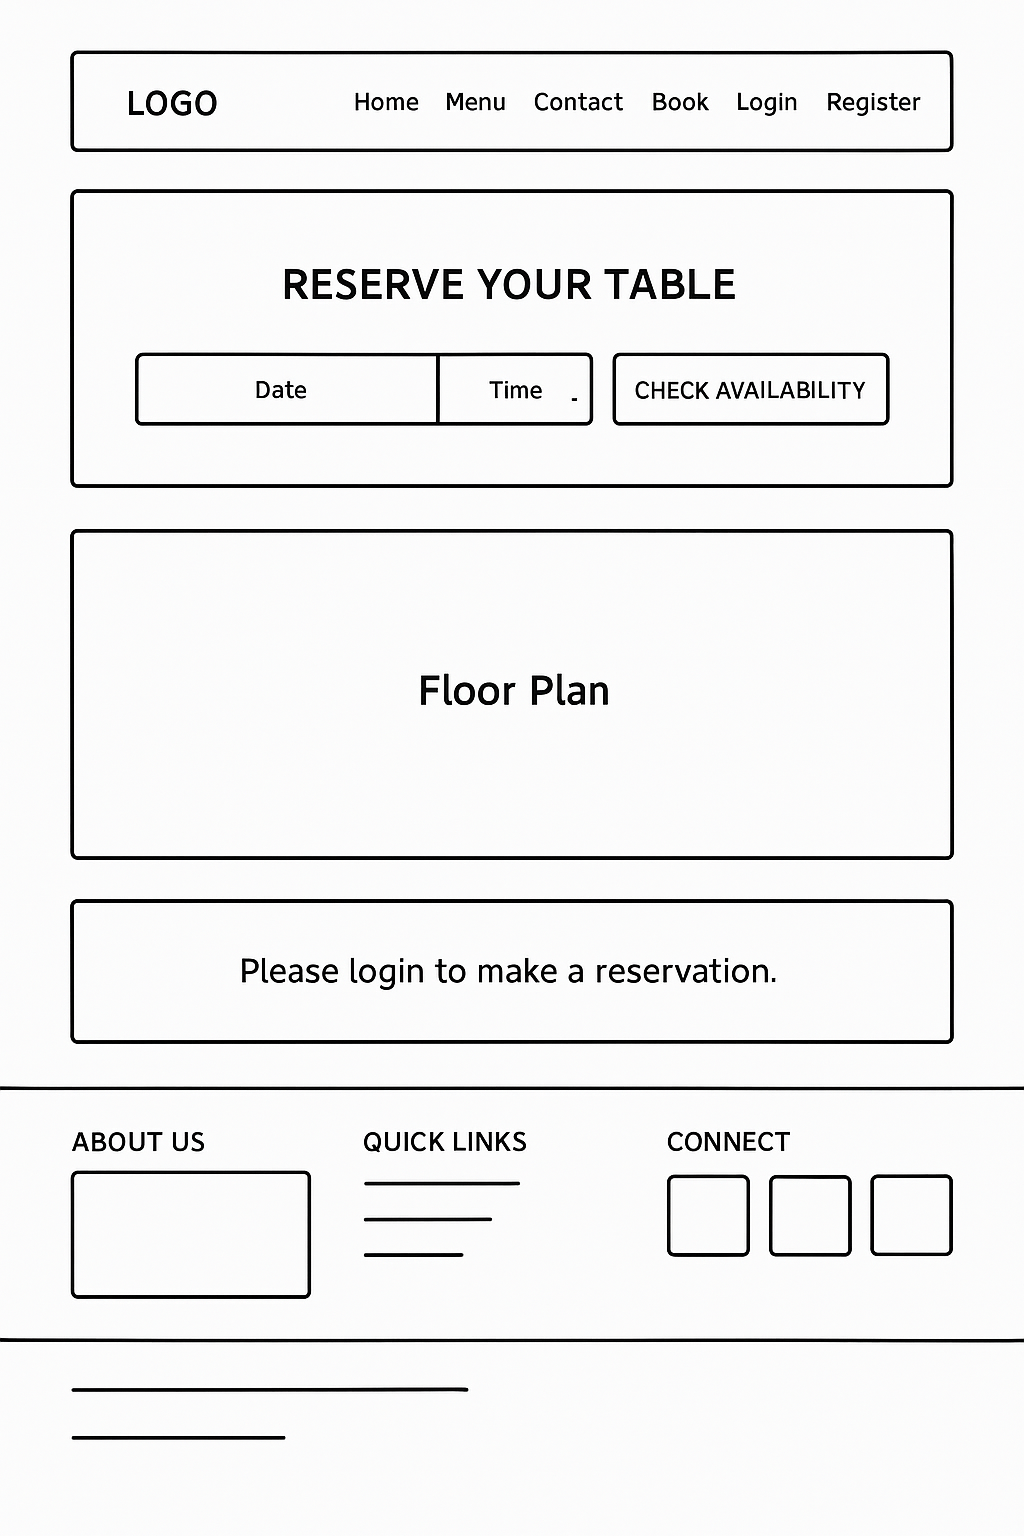 LOGO
Home Menu Contact Book Login Register
RESERVE YOUR TABLE
Date
Time -
CHECK AVAILABILITY
Floor Plan
Please login to make a reservation.
ABOUT US
QUICK LINKS
CONNECT